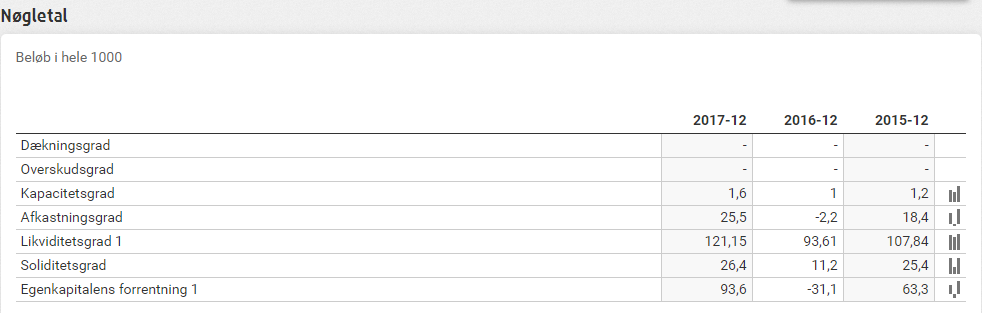 Nøgletal
Beløb i hele 1000
2017-12 2016-12 2015-12
Dækningsgrad - - -
Overskudsgrad - - -
Kapacitetsgrad 1,6 1 1,2
Afkastningsgrad 25,5 -2,2 18,4
Likviditetsgrad 1 121,15 93,61 107,84
Soliditetsgrad 26,4 11,2 25,4
Egenkapitalens forrentning 1 93,6 -31,1 63,3